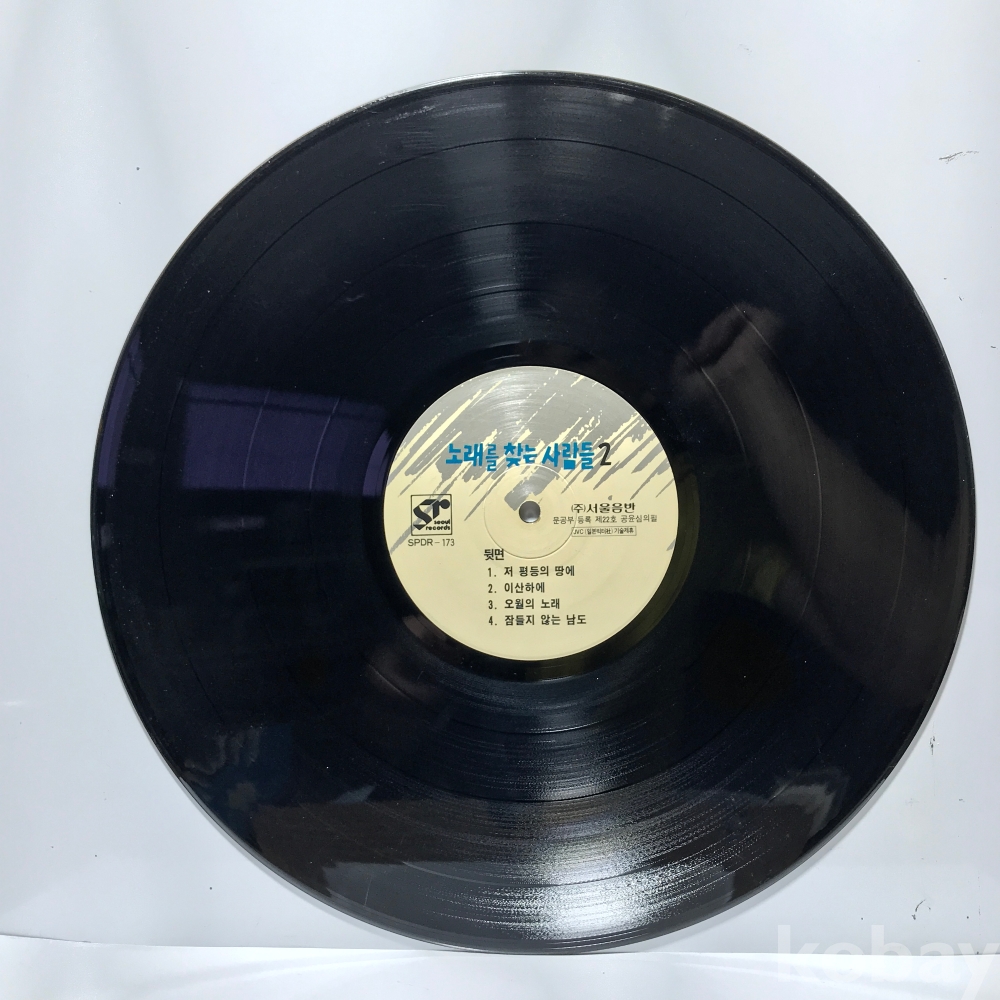 노래를 찾는 사람들 2
SR
seoul
records
SPDR-173
(주)서울음반
문공부 등록 제22호 공윤심의필
JVC (일본빅터社) 기술제휴
뒷면
1. 저 평등의 땅에
2. 이산하에
3. 오월의 노래
4. 잠들지 않는 남도
kobay